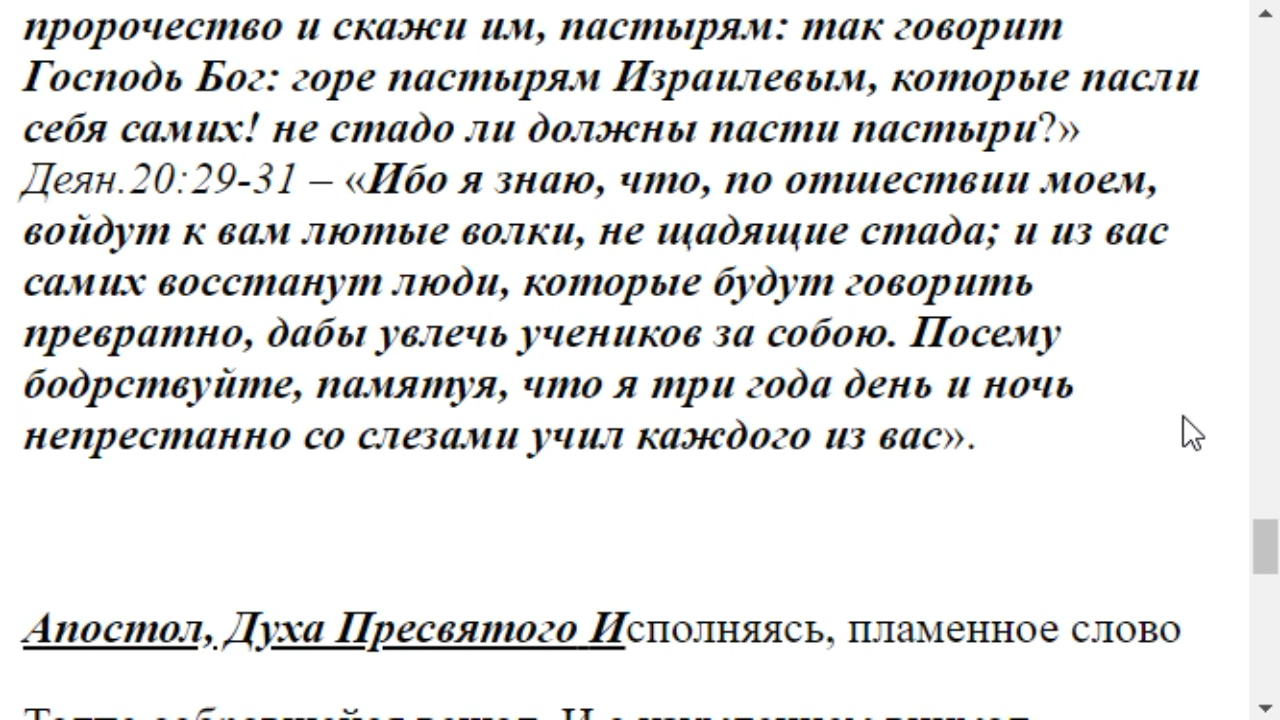 пророчество и скажи им, пастырям: так говорит
Господь Бог: горе пастырям Израилевым, которые пасли
себя самих! не стадо ли должны пасти пастыри?»
Деян.20:29-31 – «Ибо я знаю, что, по отшествии моем,
войдут к вам лютые волки, не щадящие стада; и из вас
самих восстанут люди, которые будут говорить
превратно, дабы увлечь учеников за собою. Посему
бодрствуйте, памятуя, что я три года день и ночь
непрестанно со слезами учил каждого из вас».
Апостол, Духа Пресвятого Исполняясь, пламенное слово